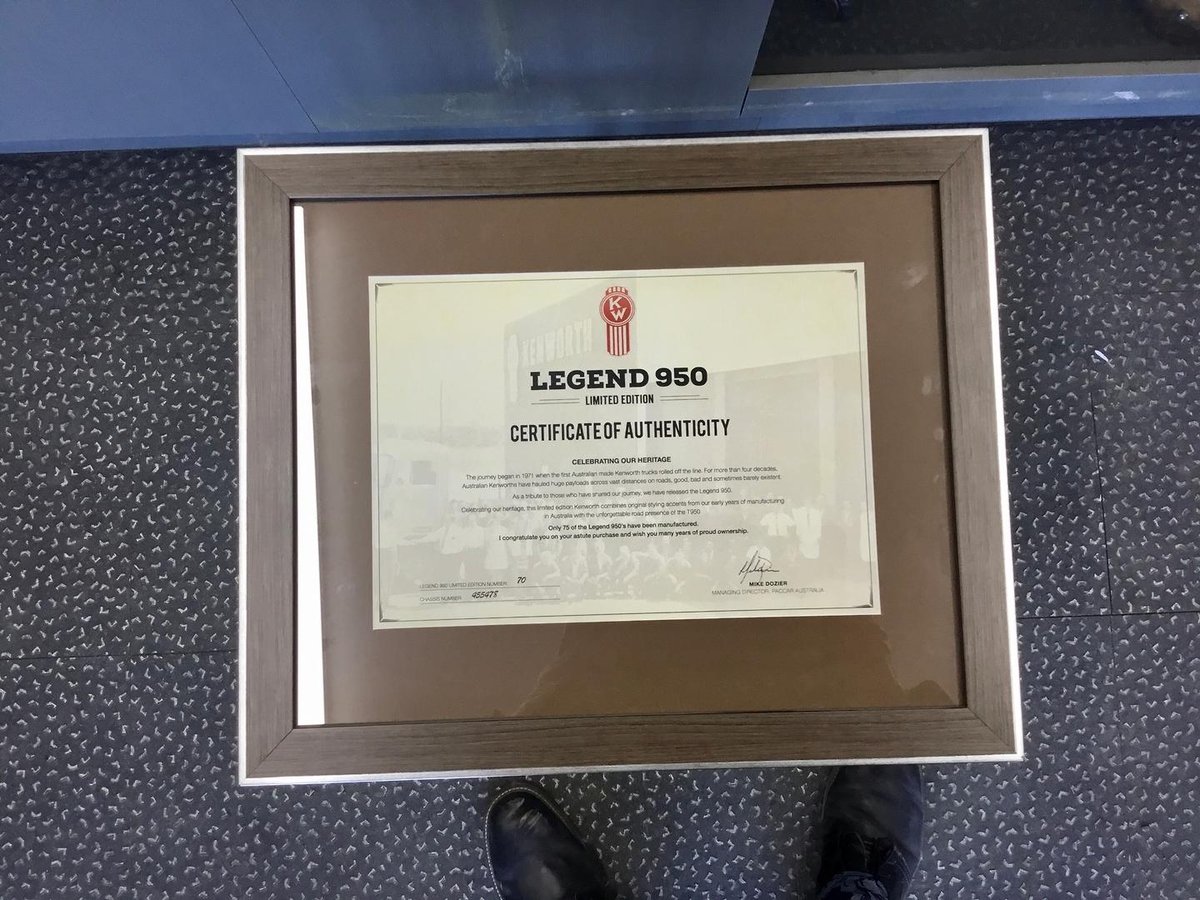 KENWORTH
KW
LEGEND 950
LIMITED EDITION
CERTIFICATE OF AUTHENTICITY
CELEBRATING OUR HERITAGE
The journey began in 1971 when the first Australian made Kenworth trucks rolled off the line. For more than four decades,
Australian Kenworths have hauled huge payloads across vast distances on roads, good, bad and sometimes barely existent.
As a tribute to those who have shared our journey, we have released the Legend 950.
Celebrating our heritage, this limited edition Kenworth combines original styling accents from our early years of manufacturing
in Australia with the unforgettable road presence of the T950.
Only 75 of the Legend 950's have been manufactured.
I congratulate you on your astute purchase and wish you many years of proud ownership.
LEGEND 950 LIMITED EDITION NUMBER: 70
CHASSIS NUMBER: 455478
MIKE DOZIER
MANAGING DIRECTOR, PACCAR AUSTRALIA